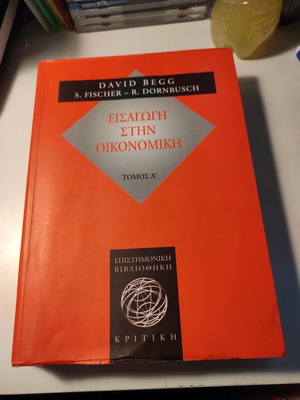 DAVID BEGG
S. FISCHER – R. DORNBUSCH
ΕΙΣΑΓΩΓΗ
ΣΤΗΝ
ΟΙΚΟΝΟΜΙΚΗ
ΤΟΜΟΣ Α'
ΕΠΙΣΤΗΜΟΝΙΚΗ
ΒΙΒΛΙΟΘΗΚΗ
ΚΡΙΤΙΚΗ